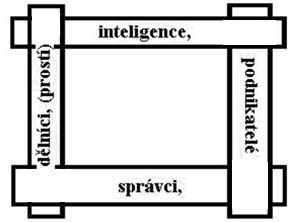 inteligence,
dělníci, (prostí)
podnikatelé
správci,